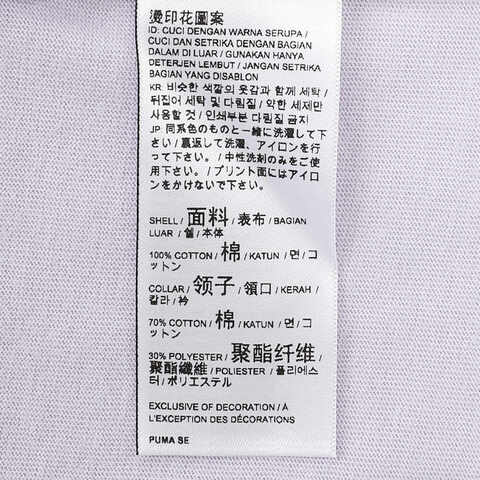 燙印花圖案
ID: CUCI DENGAN WARNA SERUPA /
CUCI DAN SETRIKA DENGAN BAGIAN
DALAM DI LUAR / GUNAKAN HANYA
DETERJEN LEMBUT / JANGAN SETRIKA
BAGIAN YANG DISABLON
KR: 비슷한 색깔의 옷감과 함께 세탁 /
뒤집어 세탁 및 다림질 / 약한 세제만
사용할 것 / 인쇄부분 다림질 금지
JP: 同系色のものと一緒に洗濯して下
さい / 裏返して洗濯、アイロンを行
って下さい。 / 中性洗剤のみをご使
用下さい。 / プリント面にはアイロ
ンをかけないで下さい。
SHELL / 面料 / 表布 / BAGIAN
LUAR / 쉘 / 本体
100% COTTON / 棉 / KATUN / 면 / コ
ットン
COLLAR / 领子 / 領口 / KERAH /
칼라 / 衿
70% COTTON / 棉 / KATUN / 면 / コ
ットン
30% POLYESTER / 聚酯纤维 /
聚酯纖維 / POLIESTER / 폴리에스
터 / ポリエステル
EXCLUSIVE OF DECORATION / À
L'EXCEPTION DES DÉCORATIONS
PUMA SE